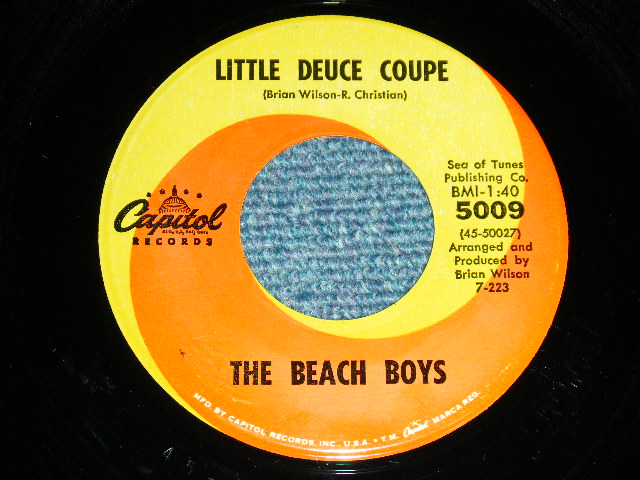 LITTLE DEUCE COUPE
(Brian Wilson-R. Christian)
Sea of Tunes
Publishing Co.
BMI-1:40
5009
(45-50027)
Arranged and
Produced by
Brian Wilson
7-223
Capitol
RECORDS
THE BEACH BOYS
MFD. BY CAPITOL RECORDS, INC. U.S.A. • T.M. Capitol MARCA REG.